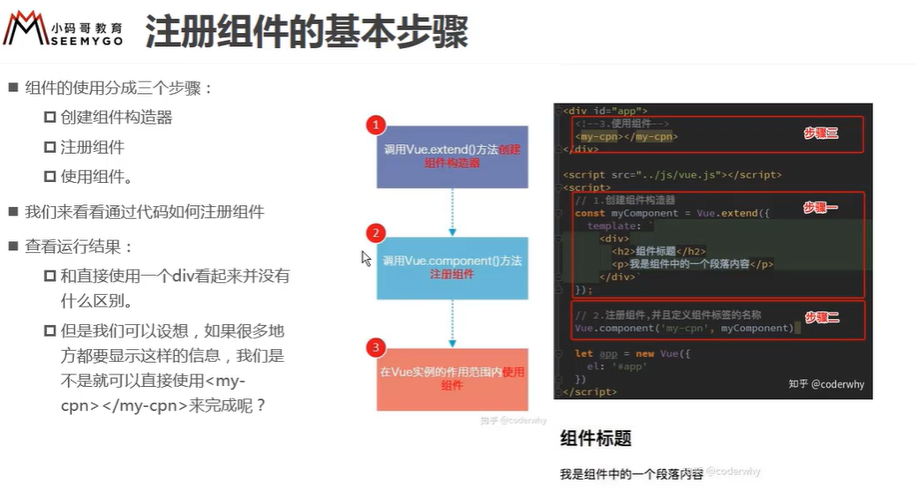 小码哥教育
SEEMYGO
注册组件的基本步骤
组件的使用分成三个步骤：
创建组件构造器
注册组件
使用组件。
我们来看看通过代码如何注册组件
查看运行结果：
和直接使用一个div看起来并没有
什么区别。
但是我们可以设想，如果很多地
方都要显示这样的信息，我们是
不是就可以直接使用<my-
cpn></my-cpn>来完成呢？
1
调用Vue.extend()方法创建
组件构造器
2
调用Vue.component()方法
注册组件
3
在Vue实例的作用范围内使用
组件
知乎 @coderwhy
<div id="app">
<!--3.使用组件-->
<my-cpn></my-cpn>
</div>
步骤三
<script src="../js/vue.js"></script>
<script>
// 1.创建组件构造器
步骤一
const myComponent = Vue.extend({
template: `
<div>
<h2>组件标题</h2>
<p>我是组件中的一个段落内容</p>
</div>`
});
// 2.注册组件,并且定义组件标签的名称
步骤二
Vue.component('my-cpn', myComponent)
let app = new Vue({
el: '#app'
})
</script>
知乎 @coderwhy
组件标题
我是组件中的一个段落内容
@coderwhy